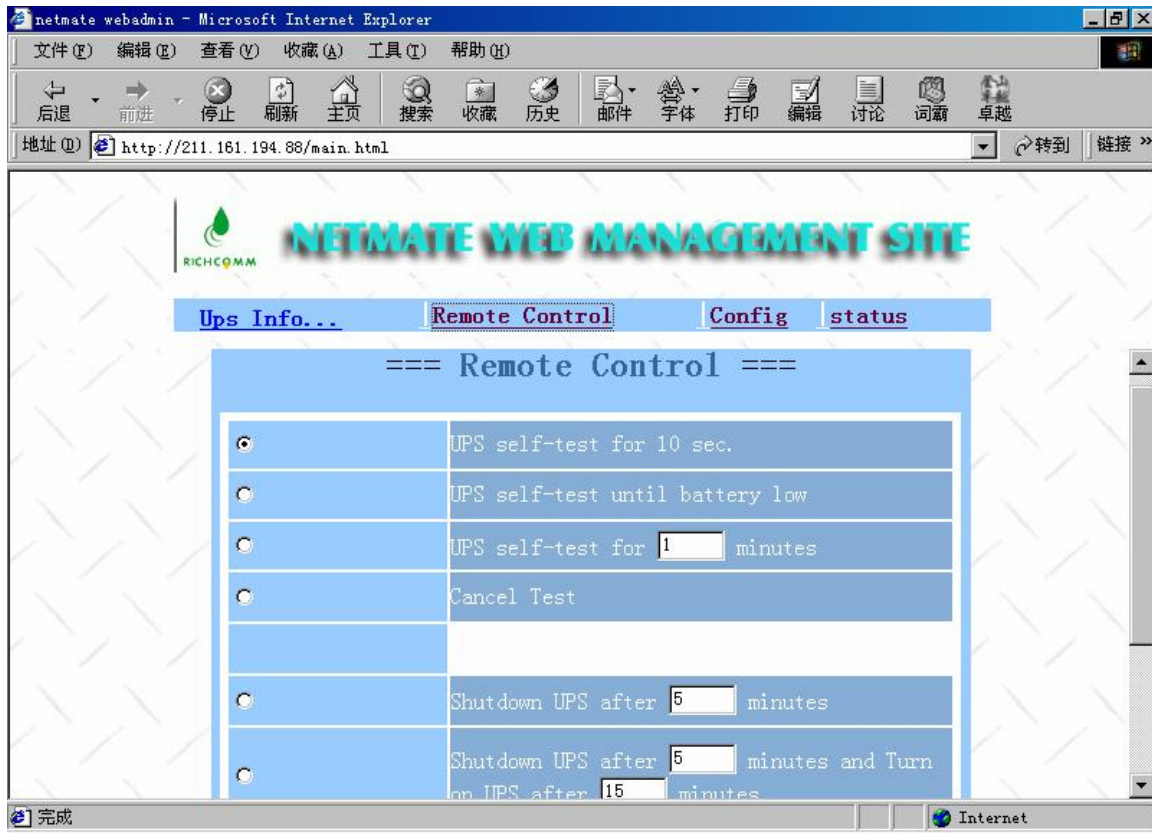 netmate webadmin - Microsoft Internet Explorer
文件(F) 编辑(E) 查看(V) 收藏(A) 工具(T) 帮助(H)
后退 前进 停止 刷新 主页 搜索 收藏 历史 邮件 字体 打印 编辑 讨论 词霸 卓越
地址(D) http://211.161.194.88/main.html 转到 链接 »
RICHCOMM
NETMATE WEB MANAGEMENT SITE
Ups Info... Remote Control Config status
=== Remote Control ===
UPS self-test for 10 sec.
UPS self-test until battery low
UPS self-test for 1 minutes
Cancel Test
Shutdown UPS after 5 minutes
Shutdown UPS after 5 minutes and Turn
on UPS after 15 minutes
完成 Internet